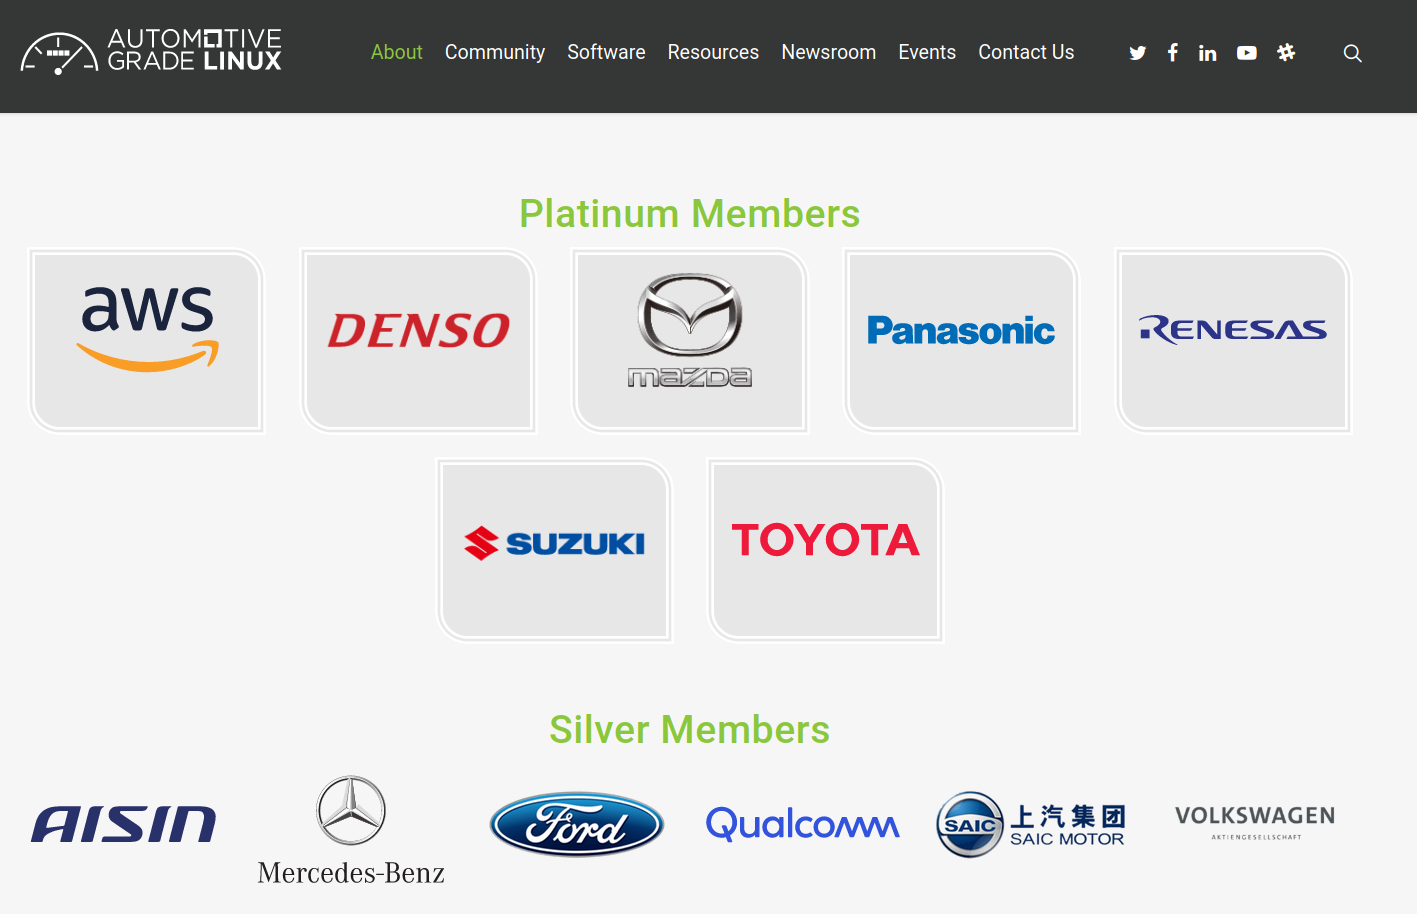 AUTOMOTIVE
GRADE LINUX
About Community Software Resources Newsroom Events Contact Us
Platinum Members
aws DENSO mazda Panasonic RENESAS
SUZUKI TOYOTA
Silver Members
AISIN Mercedes-Benz Ford Qualcomm SAIC 上汽集团 VOLKSWAGEN
SAIC MOTOR AKTIENGESELLSCHAFT